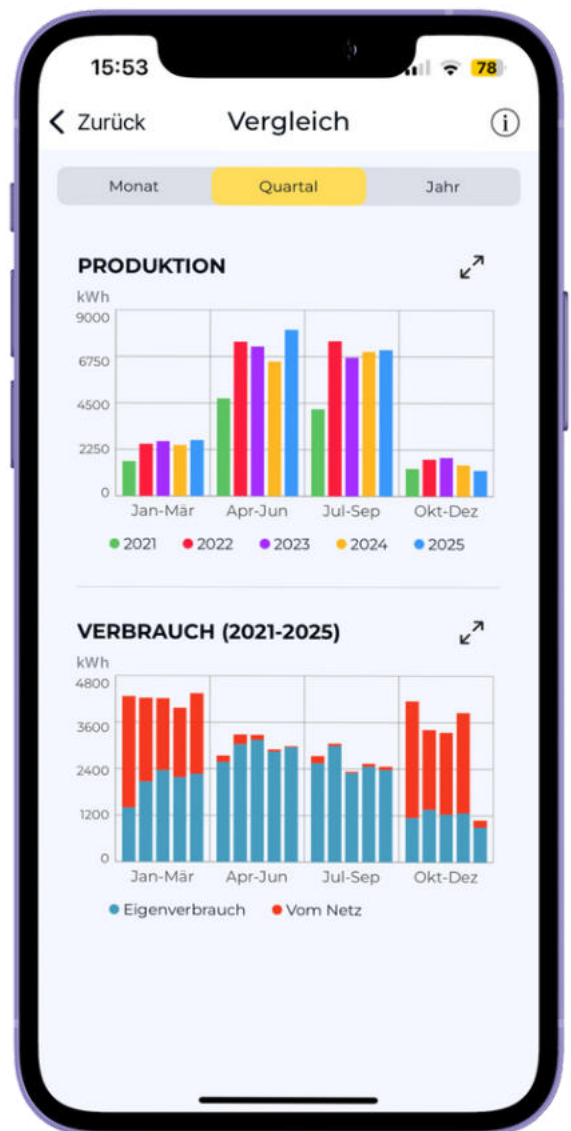 15:53
78
Zurück Vergleich
Monat Quartal Jahr
PRODUKTION
kWh
9000
6750
4500
2250
0
Jan-Mär Apr-Jun Jul-Sep Okt-Dez
2021 2022 2023 2024 2025
VERBRAUCH (2021-2025)
kWh
4800
3600
2400
1200
0
Jan-Mär Apr-Jun Jul-Sep Okt-Dez
Eigenverbrauch Vom Netz